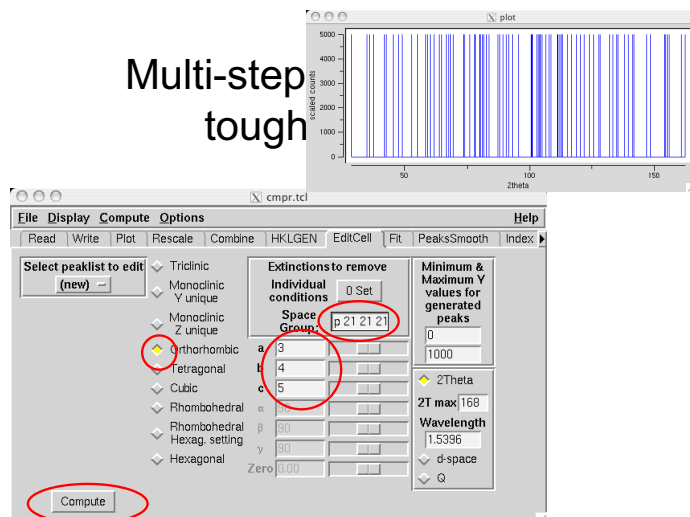 Multi-step
tough
plot
5000
4000
3000
2000
1000
0
scaled counts
50
100
150
2theta
cmpr.tcl
File Display Compute Options Help
Read Write Plot Rescale Combine HKLGEN EditCell Fit PeaksSmooth Index
Select peaklist to edit
(new)
Triclinic
Monoclinic
Y unique
Monoclinic
Z unique
Orthorhombic
Tetragonal
Cubic
Rhombohedral
Rhombohedral
Hexag. setting
Hexagonal
Extinctions to remove
Individual
conditions
0 Set
Space
Group:
p 21 21 21
a 3
b 4
c 5
α 90
β 90
γ 90
Zero 0.00
Minimum &
Maximum Y
values for
generated
peaks
0
1000
2Theta
2T max 168
Wavelength
1.5396
d-space
Q
Compute